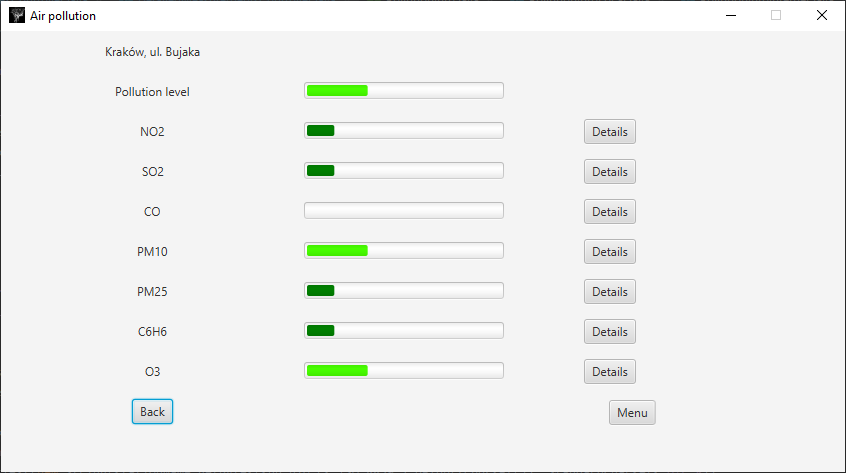 Air pollution
Kraków, ul. Bujaka
Pollution level
NO2 Details
SO2 Details
CO Details
PM10 Details
PM25 Details
C6H6 Details
O3 Details
Back Menu